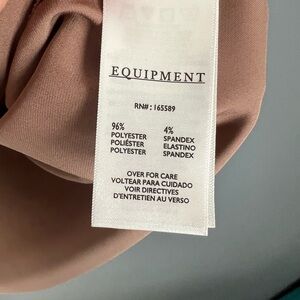 EQUIPMENT
RN#: 165589
96% 4%
POLYESTER SPANDEX
POLIÉSTER ELASTINO
POLYESTER SPANDEX
OVER FOR CARE
VOLTEAR PARA CUIDADO
VOIR DIRECTIVES
D'ENTRETIEN AU VERSO